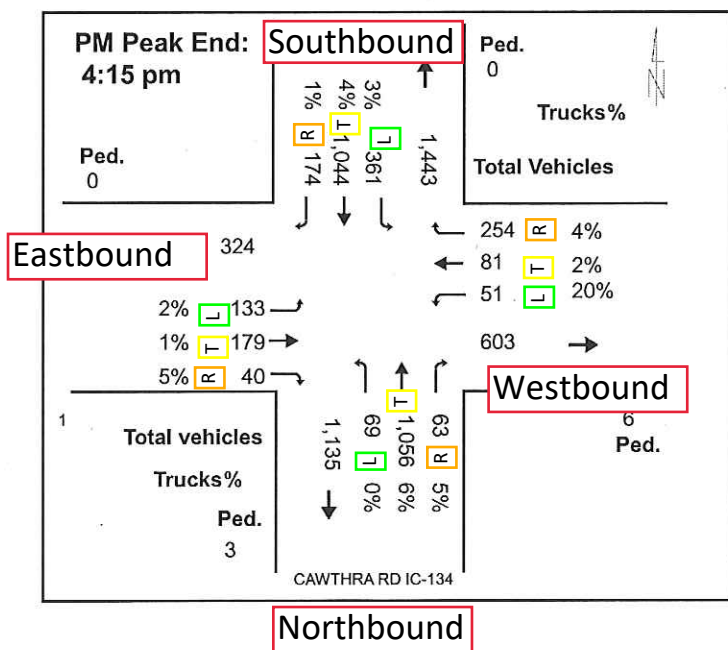 PM Peak End:
4:15 pm
Southbound
Ped.
0
N
Trucks%
Total Vehicles
Ped.
0
1% R 174
4% T 1,044
3% L 361
1,443
Eastbound
324
254 R 4%
81 T 2%
51 L 20%
603
2% L 133
1% T 179
5% R 40
Westbound
1
Total vehicles
Trucks%
Ped.
3
1,135
69 L 0%
T 1,056 6%
63 R 5%
6
Ped.
CAWTHRA RD IC-134
Northbound